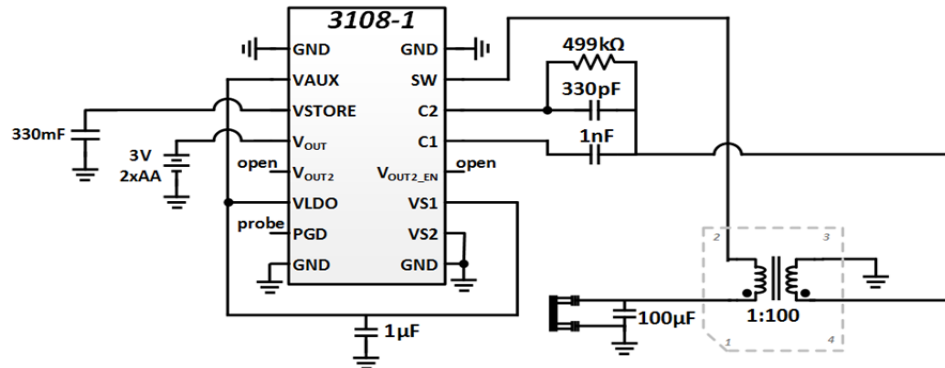 3108-1
GND
GND
VAUX
SW
VSTORE
C2
VOUT
C1
VOUT2
VOUT2_EN
VLDO
VS1
PGD
VS2
GND
GND
330mF
3V
2xAA
open
probe
open
499kΩ
330pF
1nF
1µF
100µF
1:100
2
3
1
4